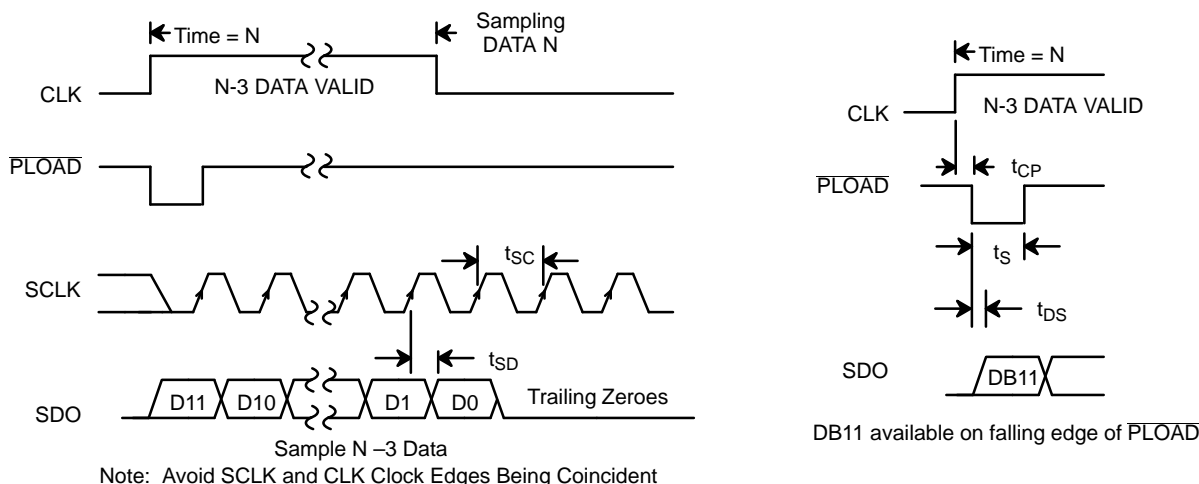 Time = N
Sampling
DATA N
N-3 DATA VALID
CLK
PLOAD
tSC
SCLK
tSD
SDO
D11
D10
D1
D0
Trailing Zeroes
Sample N –3 Data
Note: Avoid SCLK and CLK Clock Edges Being Coincident
Time = N
N-3 DATA VALID
CLK
tCP
PLOAD
tS
tDS
SDO
DB11
DB11 available on falling edge of PLOAD